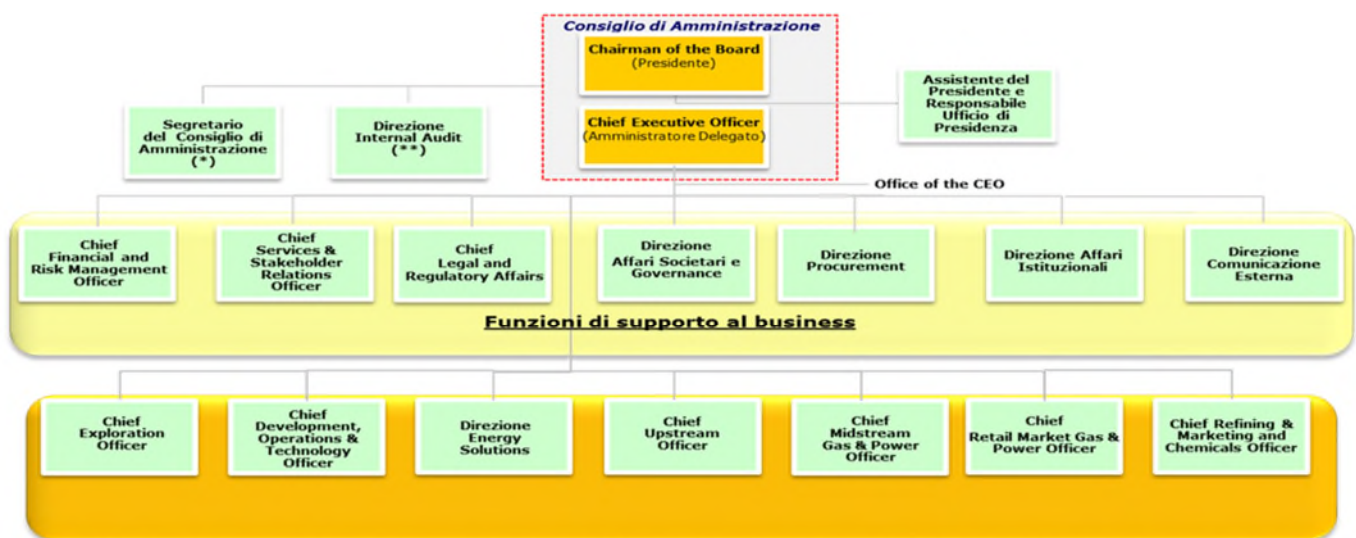 Consiglio di Amministrazione
Chairman of the Board
(Presidente)
Assistente del
Presidente e
Responsabile
Ufficio di
Presidenza
Segretario
del Consiglio di
Amministrazione
(*)
Direzione
Internal Audit
(**)
Chief Executive Officer
(Amministratore Delegato)
Office of the CEO
Chief
Financial and
Risk Management
Officer
Chief
Services &
Stakeholder
Relations
Officer
Chief
Legal and
Regulatory Affairs
Direzione
Affari Societari e
Governance
Direzione
Procurement
Direzione Affari
Istituzionali
Direzione
Comunicazione
Esterna
Funzioni di supporto al business
Chief
Exploration
Officer
Chief
Development,
Operations &
Technology
Officer
Direzione
Energy
Solutions
Chief
Upstream
Officer
Chief
Midstream
Gas & Power
Officer
Chief
Retail Market Gas &
Power Officer
Chief Refining &
Marketing and
Chemicals Officer